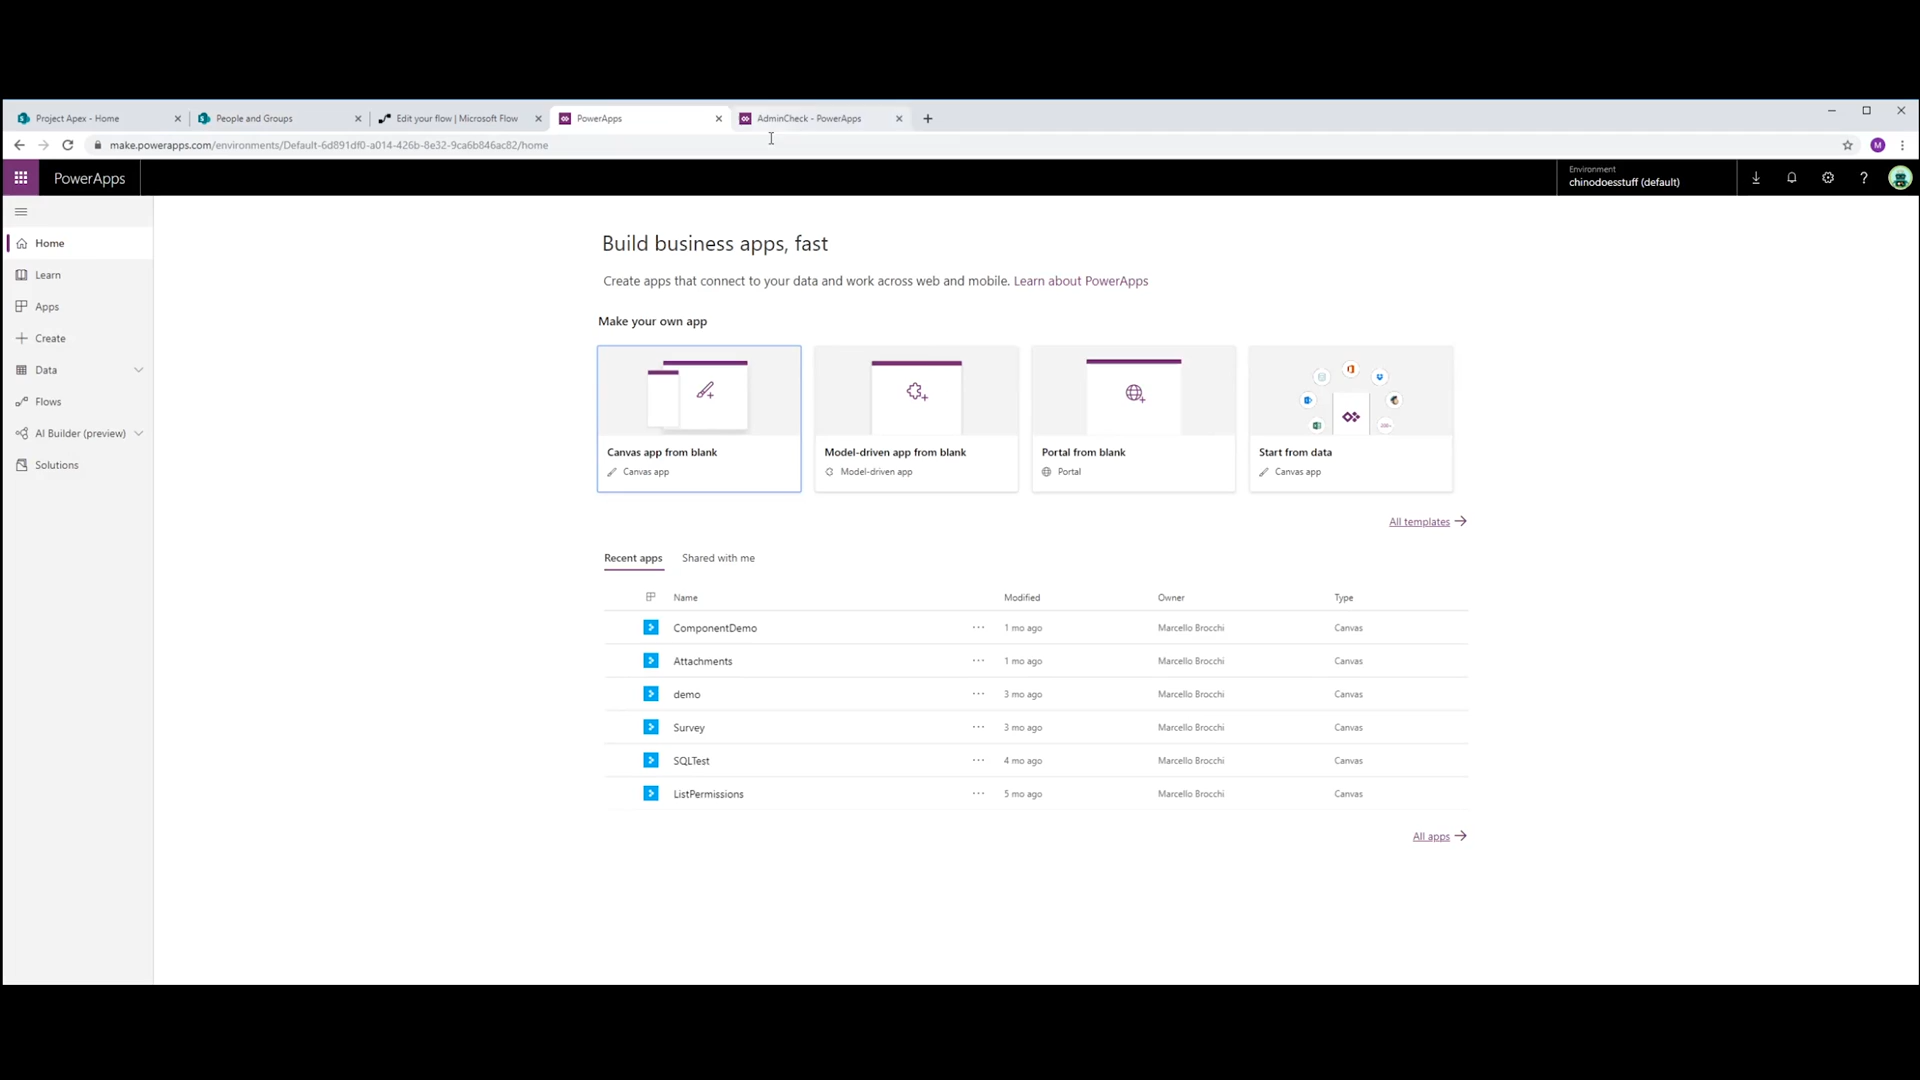 Project Apex - Home
People and Groups
Edit your flow | Microsoft Flow
PowerApps
AdminCheck - PowerApps
make.powerapps.com/environments/Default-6d891df0-a014-426b-8e32-9ca6b846ac82/home
M
PowerApps
Environment
chinodoesstuff (default)
Home
Learn
Apps
Create
Data
Flows
AI Builder (preview)
Solutions
Build business apps, fast
Create apps that connect to your data and work across web and mobile. Learn about PowerApps
Make your own app
Canvas app from blank
Canvas app
Model-driven app from blank
Model-driven app
Portal from blank
Portal
Start from data
Canvas app
All templates
Recent apps Shared with me
Name Modified Owner Type
ComponentDemo ... 1 mo ago Marcello Brocchi Canvas
Attachments ... 1 mo ago Marcello Brocchi Canvas
demo ... 3 mo ago Marcello Brocchi Canvas
Survey ... 3 mo ago Marcello Brocchi Canvas
SQLTest ... 4 mo ago Marcello Brocchi Canvas
ListPermissions ... 5 mo ago Marcello Brocchi Canvas
All apps